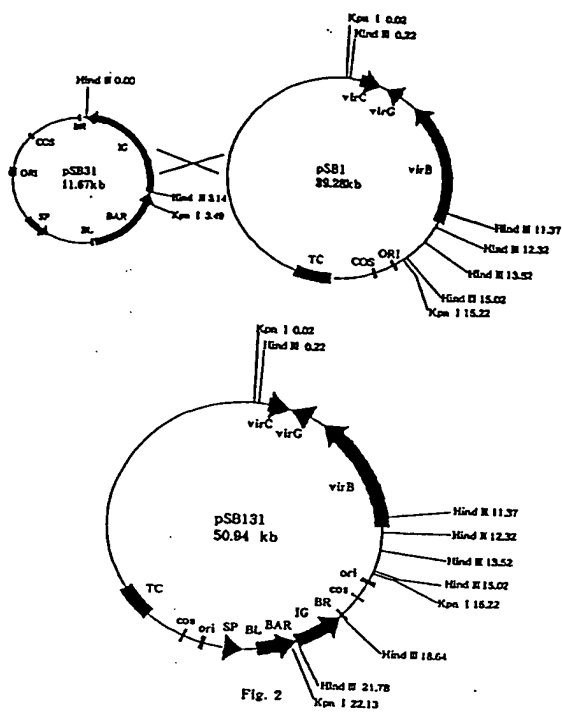 Kpn I 0.02
Hind III 0.22
Hind III 0.00
BR
COS
IG
ORI
pSB31
11.67kb
Hind III 3.14
Kpn I 3.49
SP
BAR
BL
virC
virG
pSB1
39.28kb
virB
Hind III 11.37
Hind III 12.32
Hind III 13.52
Hind III 15.02
Kpn I 15.22
TC
COS
ORI
Kpn I 0.02
Hind III 0.22
virC
virG
virB
pSB131
50.94 kb
Hind III 11.37
Hind III 12.32
Hind III 13.52
Hind III 15.02
Kpn I 15.22
ori
cos
TC
cos
ori
SP
BL
BAR
IG
BR
Hind III 18.64
Hind III 21.78
Kpn I 22.13
Fig. 2